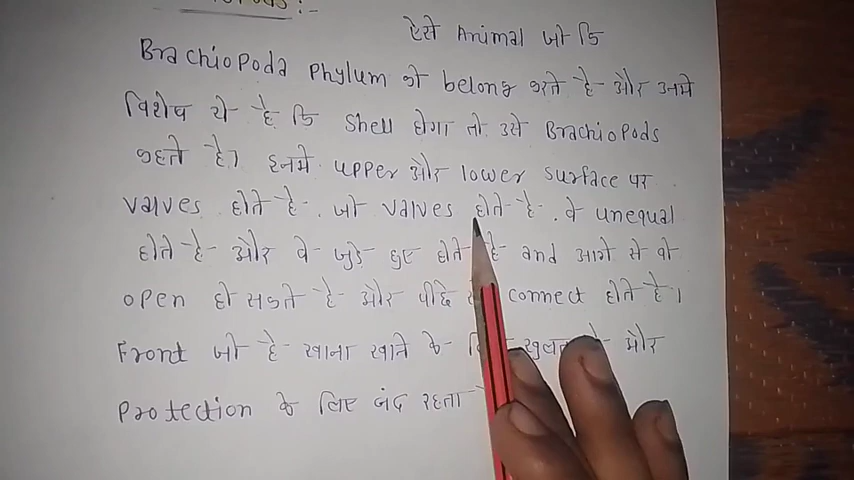 ऐसे Animal जो कि
Brachiopoda Phylum को belong करते है और उनमे
विशेष ये है कि Shell होगा तो उसे Brachiopods
कहते है। इनमे upper और lower surface पर
valves होते है. जो valves होते है. वे unequal
होते है और वे जुड़े हुए होते है and आगे से वो
open हो सकते है और पीछे connect होते है।
Front जो है खाना खाने के और
Protection के लिए बंद रहता